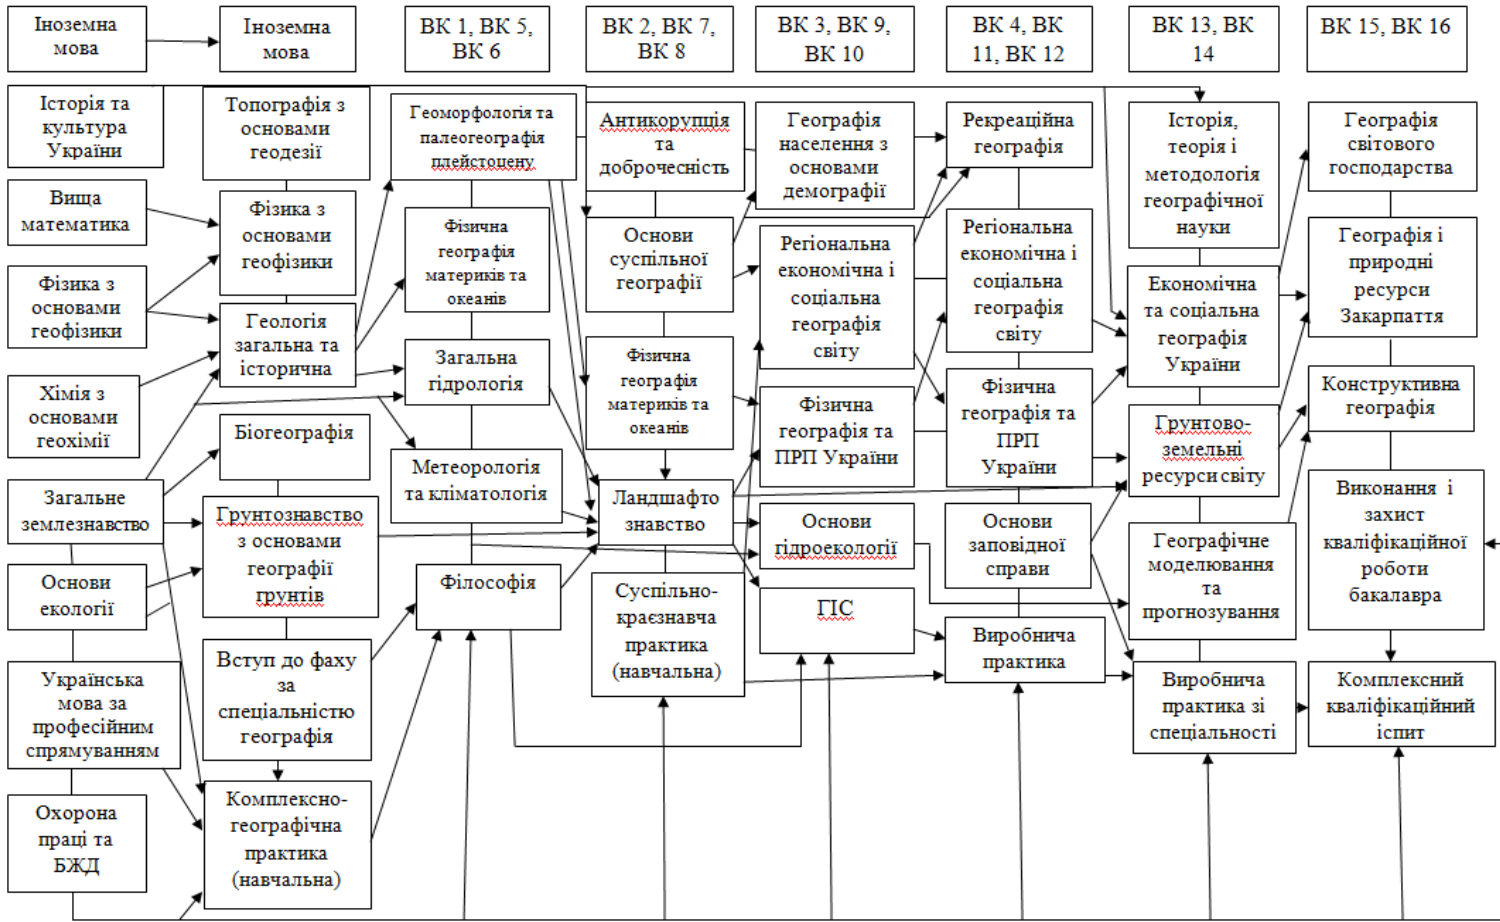 Іноземна
мова
Історія та
культура
України
Вища
математика
Фізика з
основами
геофізики
Хімія з
основами
геохімії
Загальне
землезнавство
Основи
екології
Українська
мова за
професійним
спрямуванням
Охорона
праці та
БЖД
Іноземна
мова
Топографія з
основами
геодезії
Фізика з
основами
геофізики
Геологія
загальна та
історична
Біогеографія
Грунтознавство
з основами
географії
грунтів
Вступ до фаху
за
спеціальністю
географія
Комплексно-
географічна
практика
(навчальна)
ВК 1, ВК 5,
ВК 6
Геоморфологія та
палеогеографія
плейстоцену
Фізична
географія
материків та
океанів
Загальна
гідрологія
Метеорологія
та кліматологія
Філософія
ВК 2, ВК 7,
ВК 8
Антикорупція
та
доброчесність
Основи
суспільної
географії
Фізична
географія
материків та
океанів
Ландшафто
знавство
Суспільно-
краєзнавча
практика
(навчальна)
ВК 3, ВК 9,
ВК 10
Географія
населення з
основами
демографії
Регіональна
економічна і
соціальна
географія
світу
Фізична
географія та
ПРП України
Основи
гідроекології
ГІС
ВК 4, ВК
11, ВК 12
Рекреаційна
географія
Регіональна
економічна і
соціальна
географія
світу
Фізична
географія та
ПРП
України
Основи
заповідної
справи
Виробнича
практика
ВК 13, ВК
14
Історія,
теорія і
методологія
географічної
науки
Економічна
та соціальна
географія
України
Грунтово-
земельні
ресурси світу
Географічне
моделювання
та
прогнозування
Виробнича
практика зі
спеціальності
ВК 15, ВК 16
Географія
світового
господарства
Географія і
природні
ресурси
Закарпаття
Конструктивна
географія
Виконання і
захист
кваліфікаційної
роботи
бакалавра
Комплексний
кваліфікаційний
іспит